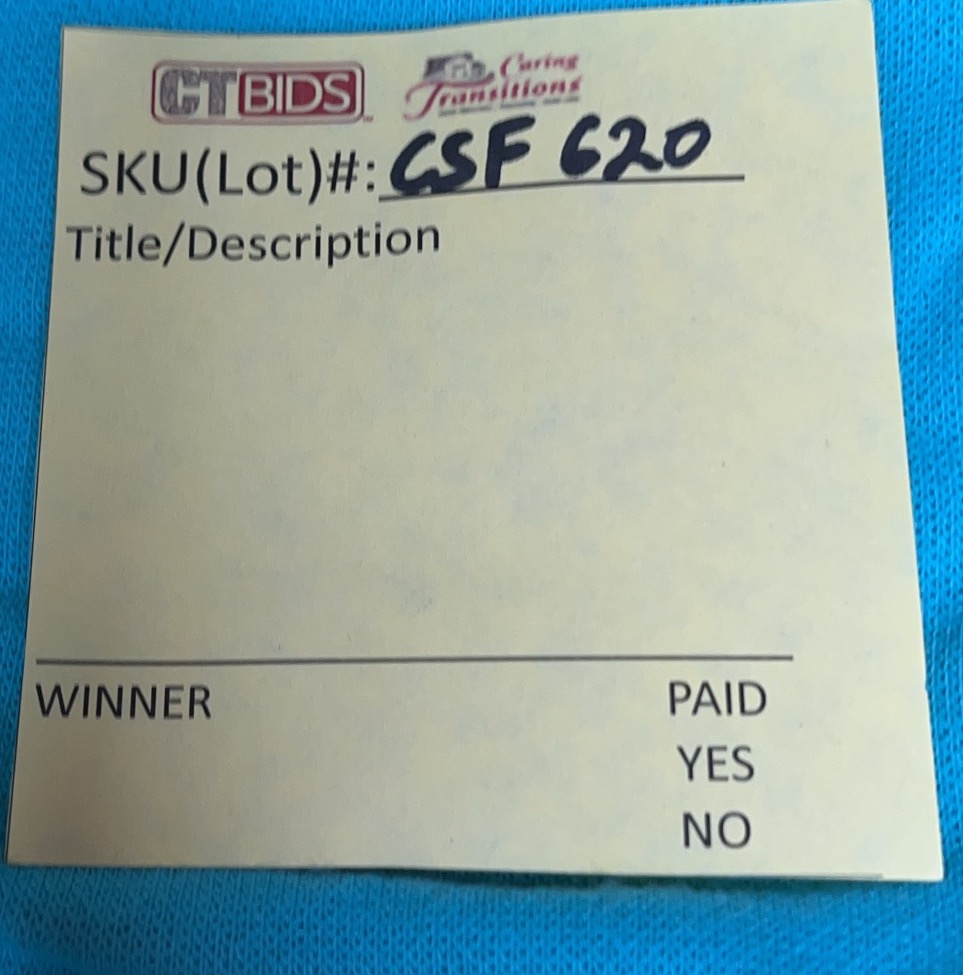 CTBIDS Caring
Transitions
SKU(Lot)#: CSF 620
Title/Description
WINNER PAID
YES
NO